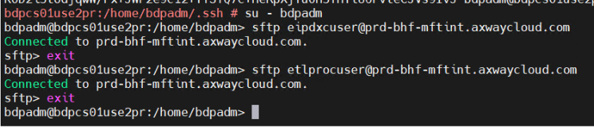 bdpcs01use2pr:/home/bdpadm/.ssh # su - bdpadm
bdpadm@bdpcs01use2pr:/home/bdpadm> sftp eipdxcuser@prd-bhf-mftint.axwaycloud.com
Connected to prd-bhf-mftint.axwaycloud.com.
sftp> exit
bdpadm@bdpcs01use2pr:/home/bdpadm> sftp etlprocuser@prd-bhf-mftint.axwaycloud.com
Connected to prd-bhf-mftint.axwaycloud.com.
sftp> exit
bdpadm@bdpcs01use2pr:/home/bdpadm>